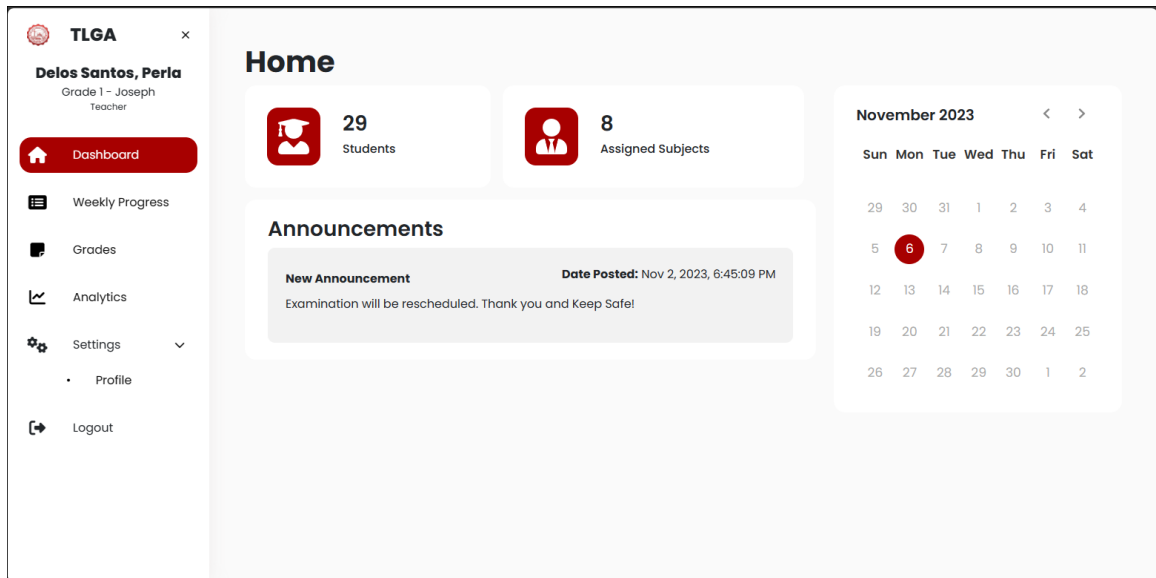 TLGA ×
Delos Santos, Perla
Grade 1 - Joseph
Teacher
Dashboard
Weekly Progress
Grades
Analytics
Settings
• Profile
Logout
Home
29
Students
8
Assigned Subjects
Announcements
New Announcement
Date Posted: Nov 2, 2023, 6:45:09 PM
Examination will be rescheduled. Thank you and Keep Safe!
November 2023 < >
Sun Mon Tue Wed Thu Fri Sat
29 30 31 1 2 3 4
5 6 7 8 9 10 11
12 13 14 15 16 17 18
19 20 21 22 23 24 25
26 27 28 29 30 1 2